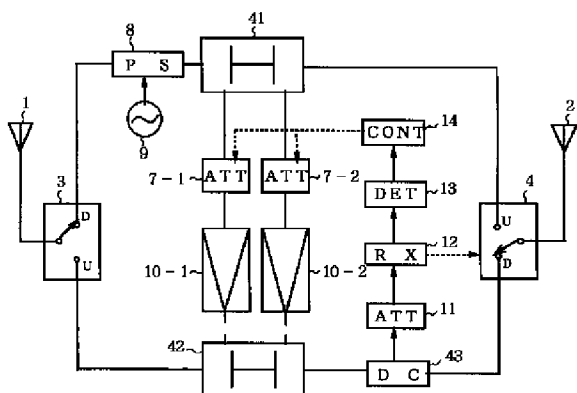 41
8
P S
1
9
14
CONT
2
ATT
ATT
7-1
7-2
DET
13
3
D
U
4
U
D
R X
12
10-1
10-2
ATT
11
42
43
D C